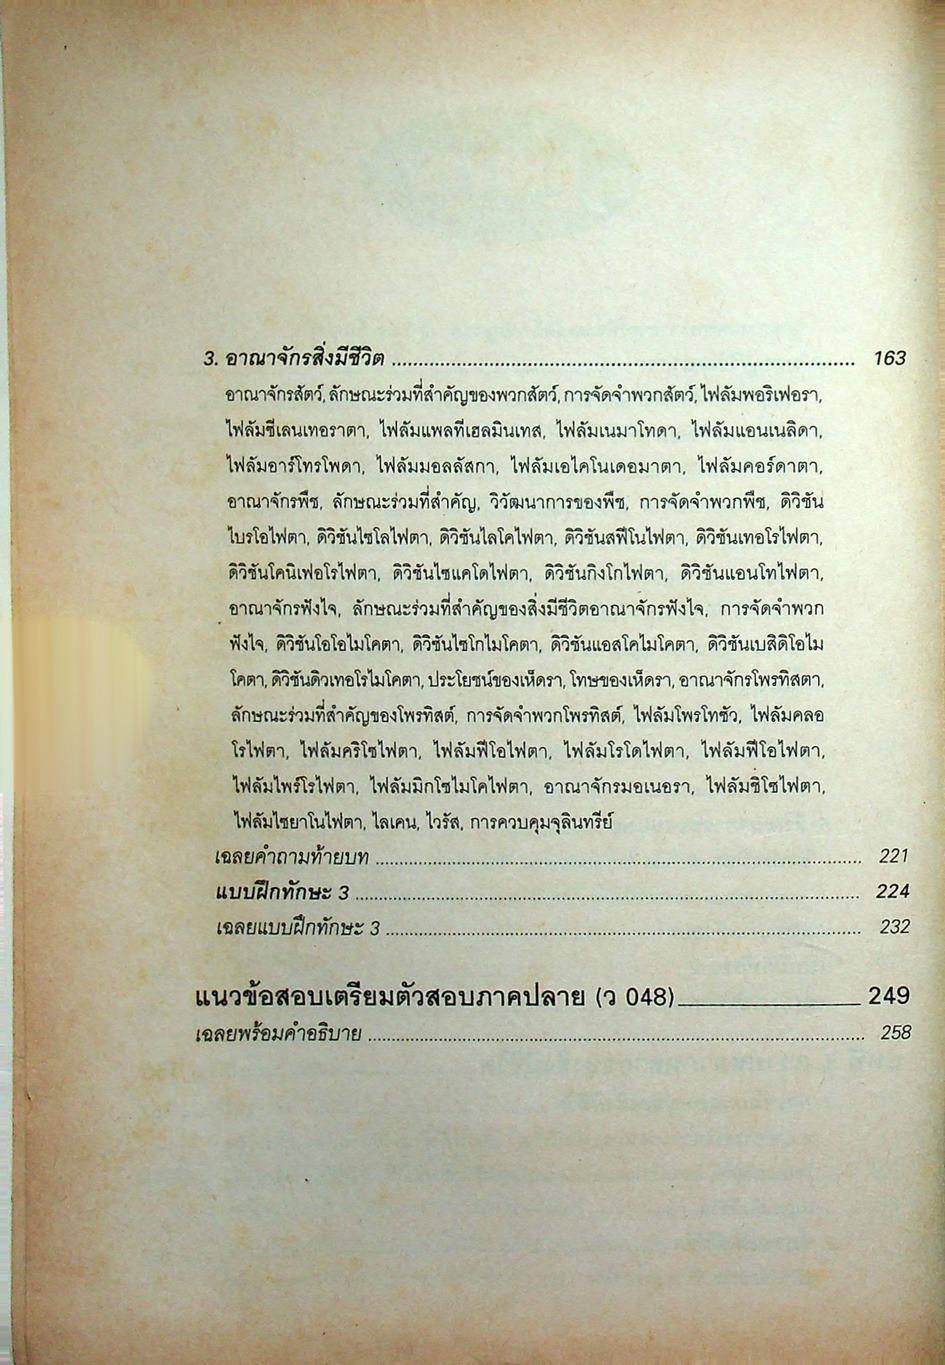 3. อาณาจักรสิ่งมีชีวิต ........................................ 163
อาณาจักรสัตว์, ลักษณะร่วมที่สำคัญของพวกสัตว์, การจัดจำพวกสัตว์, ไฟลัมพอริเฟอรา,
ไฟลัมซีเลนเทอราตา, ไฟลัมแพลทีเฮลมินเทส, ไฟลัมเนมาโทดา, ไฟลัมแอนเนลิดา,
ไฟลัมอาร์โทรโพดา, ไฟลัมมอลลัสกา, ไฟลัมเอไคโนเดอมาตา, ไฟลัมคอร์ดาตา,
อาณาจักรพืช, ลักษณะร่วมที่สำคัญ, วิวัฒนาการของพืช, การจัดจำพวกพืช, ดิวิชัน
ไบรโอไฟตา, ดิวิชันไซโลไฟตา, ดิวิชันไลโคไฟตา, ดิวิชันสฟีโนไฟตา, ดิวิชันเทอโรไฟตา,
ดิวิชันโคนิเฟอโรไฟตา, ดิวิชันไซแคโดไฟตา, ดิวิชันกิงโกไฟตา, ดิวิชันแอนโทไฟตา,
อาณาจักรฟังไจ, ลักษณะร่วมที่สำคัญของสิ่งมีชีวิตอาณาจักรฟังไจ, การจัดจำพวก
ฟังไจ, ดิวิชันโอโอไมโคตา, ดิวิชันไซโกไมโคตา, ดิวิชันแอสโคไมโคตา, ดิวิชันเบสิดิโอไม
โคตา, ดิวิชันดิวเทอโรไมโคตา, ประโยชน์ของเห็ดรา, โทษของเห็ดรา, อาณาจักรโพรทิสตา,
ลักษณะร่วมที่สำคัญของโพรทิสต์, การจัดจำพวกโพรทิสต์, ไฟลัมโพรโทซัว, ไฟลัมคลอ
โรไฟตา, ไฟลัมคริโซไฟตา, ไฟลัมฟีโอไฟตา, ไฟลัมโรโดไฟตา, ไฟลัมฟีโอไฟตา,
ไฟลัมไพร์โรไฟตา, ไฟลัมมิกโซไมโคไฟตา, อาณาจักรมอเนอรา, ไฟลัมชิโซไฟตา,
ไฟลัมไซยาโนไฟตา, ไลเคน, ไวรัส, การควบคุมจุลินทรีย์
เฉลยคำถามท้ายบท ........................................ 221
แบบฝึกทักษะ 3 ........................................ 224
เฉลยแบบฝึกทักษะ 3 ........................................ 232
แนวข้อสอบเตรียมตัวสอบภาคปลาย (ว 048) ____________ 249
เฉลยพร้อมคำอธิบาย ........................................ 258